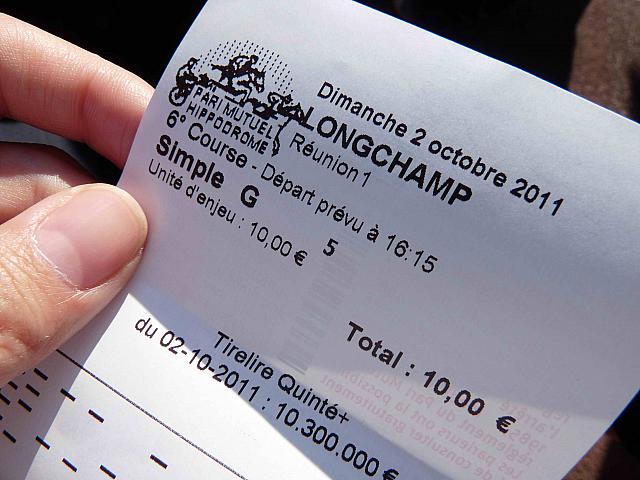 Dimanche 2 octobre 2011
LONGCHAMP
PARI MUTUEL
HIPPODROME
Réunion 1
6° Course - Départ prévu à 16:15
Simple G 5
Unité d'enjeu : 10,00 €
Total : 10,00 €
Tirelire Quinté+
du 02-10-2011 : 10.300.000 €